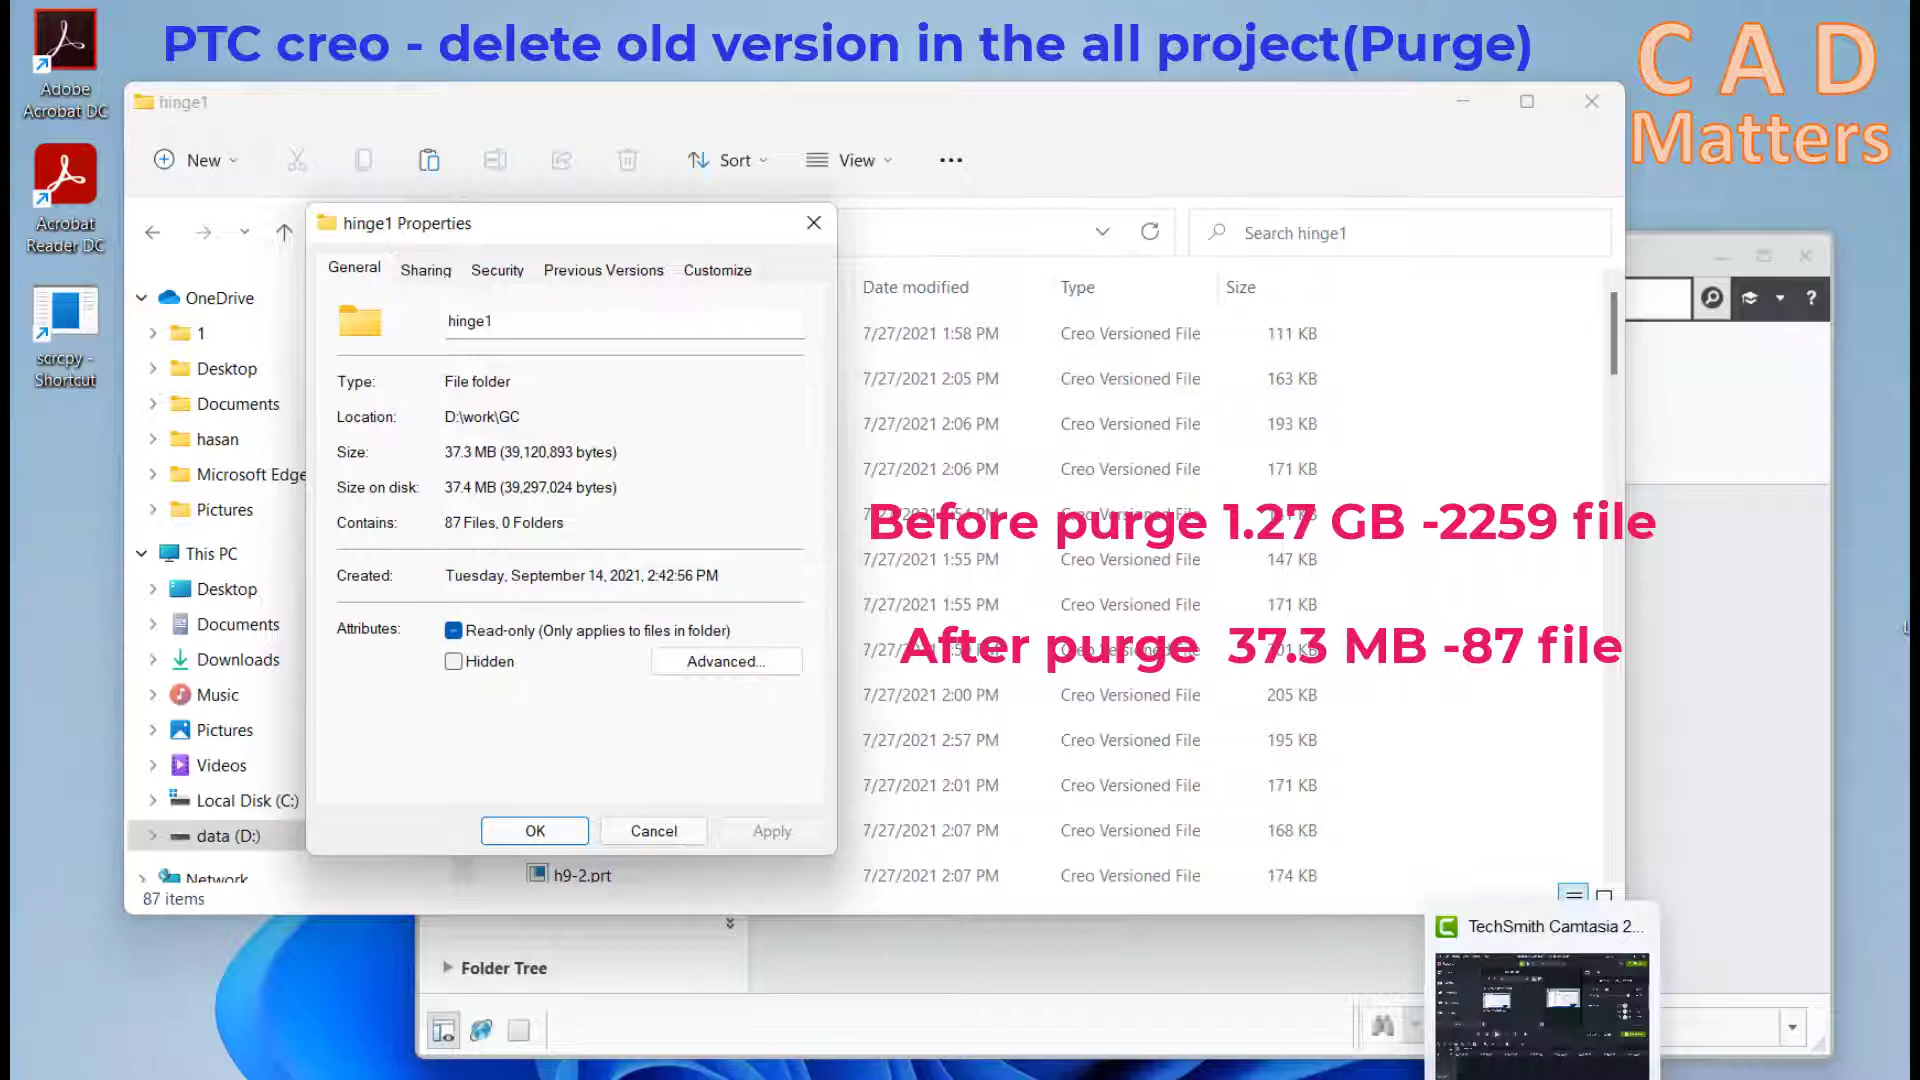 PTC creo - delete old version in the all project(Purge)
CAD
Matters
Adobe
Acrobat DC
Acrobat
Reader DC
scrcpy -
Shortcut
hinge1
New
Sort
View
Search hinge1
hinge1 Properties
General
Sharing
Security
Previous Versions
Customize
hinge1
Type:
File folder
Location:
D:\work\GC
Size:
37.3 MB (39,120,893 bytes)
Size on disk:
37.4 MB (39,297,024 bytes)
Contains:
87 Files, 0 Folders
Created:
Tuesday, September 14, 2021, 2:42:56 PM
Attributes:
Read-only (Only applies to files in folder)
Hidden
Advanced...
OK
Cancel
Apply
OneDrive
1
Desktop
Documents
hasan
Microsoft Edge
Pictures
This PC
Desktop
Documents
Downloads
Music
Pictures
Videos
Local Disk (C:)
data (D:)
Network
87 items
h9-2.prt
Date modified Type Size
7/27/2021 1:58 PM Creo Versioned File 111 KB
7/27/2021 2:05 PM Creo Versioned File 163 KB
7/27/2021 2:06 PM Creo Versioned File 193 KB
7/27/2021 2:06 PM Creo Versioned File 171 KB
Before purge 1.27 GB -2259 file
7/27/2021 1:55 PM Creo Versioned File 147 KB
7/27/2021 1:55 PM Creo Versioned File 171 KB
After purge 37.3 MB -87 file
7/27/2021 2:00 PM Creo Versioned File 205 KB
7/27/2021 2:57 PM Creo Versioned File 195 KB
7/27/2021 2:01 PM Creo Versioned File 171 KB
7/27/2021 2:07 PM Creo Versioned File 168 KB
7/27/2021 2:07 PM Creo Versioned File 174 KB
Folder Tree
TechSmith Camtasia 2...